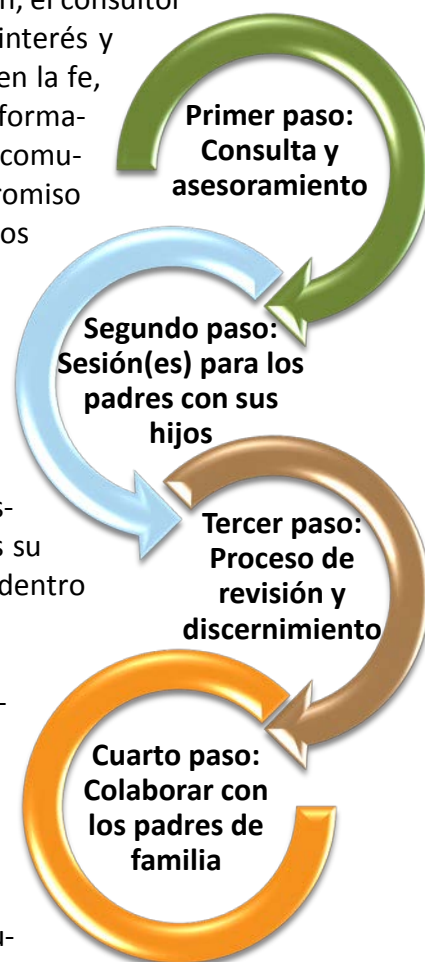 , el consultor
interés y
en la fe,
forma-
comu-
romiso
os
Primer paso:
Consulta y
asesoramiento
Segundo paso:
Sesión(es) para los
padres con sus
hijos
s-
s su
dentro
Tercer paso:
Proceso de
revisión y
discernimiento
-
Cuarto paso:
Colaborar con
los padres de
familia
u-